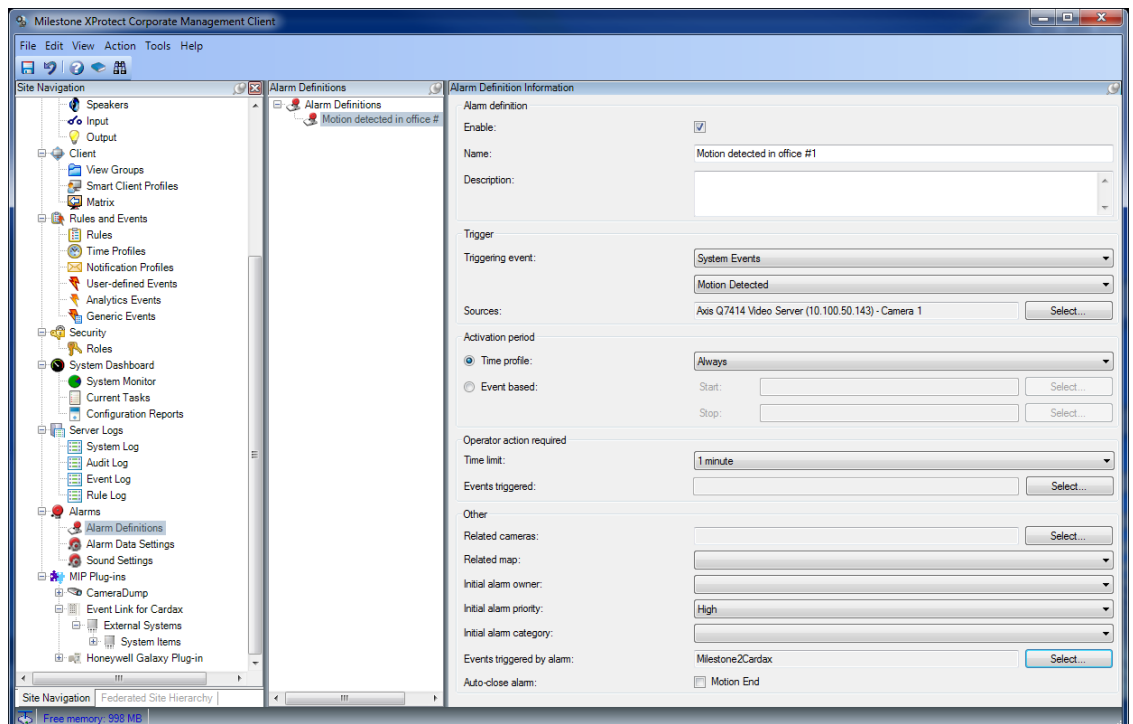 Milestone XProtect Corporate Management Client
File Edit View Action Tools Help
Site Navigation
Speakers
Input
Output
Client
View Groups
Smart Client Profiles
Matrix
Rules and Events
Rules
Time Profiles
Notification Profiles
User-defined Events
Analytics Events
Generic Events
Security
Roles
System Dashboard
System Monitor
Current Tasks
Configuration Reports
Server Logs
System Log
Audit Log
Event Log
Rule Log
Alarms
Alarm Definitions
Alarm Data Settings
Sound Settings
MIP Plug-ins
CameraDump
Event Link for Cardax
External Systems
System Items
Honeywell Galaxy Plug-in
Site Navigation Federated Site Hierarchy
Free memory: 998 MB
Alarm Definitions
Alarm Definitions
Motion detected in office #
Alarm Definition Information
Alarm definition
Enable:
Name: Motion detected in office #1
Description:
Trigger
Triggering event: System Events
Motion Detected
Sources: Axis Q7414 Video Server (10.100.50.143) - Camera 1 Select...
Activation period
Time profile: Always
Event based: Start: Select...
Stop: Select...
Operator action required
Time limit: 1 minute
Events triggered: Select...
Other
Related cameras: Select...
Related map:
Initial alarm owner:
Initial alarm priority: High
Initial alarm category:
Events triggered by alarm: Milestone2Cardax Select...
Auto-close alarm: Motion End